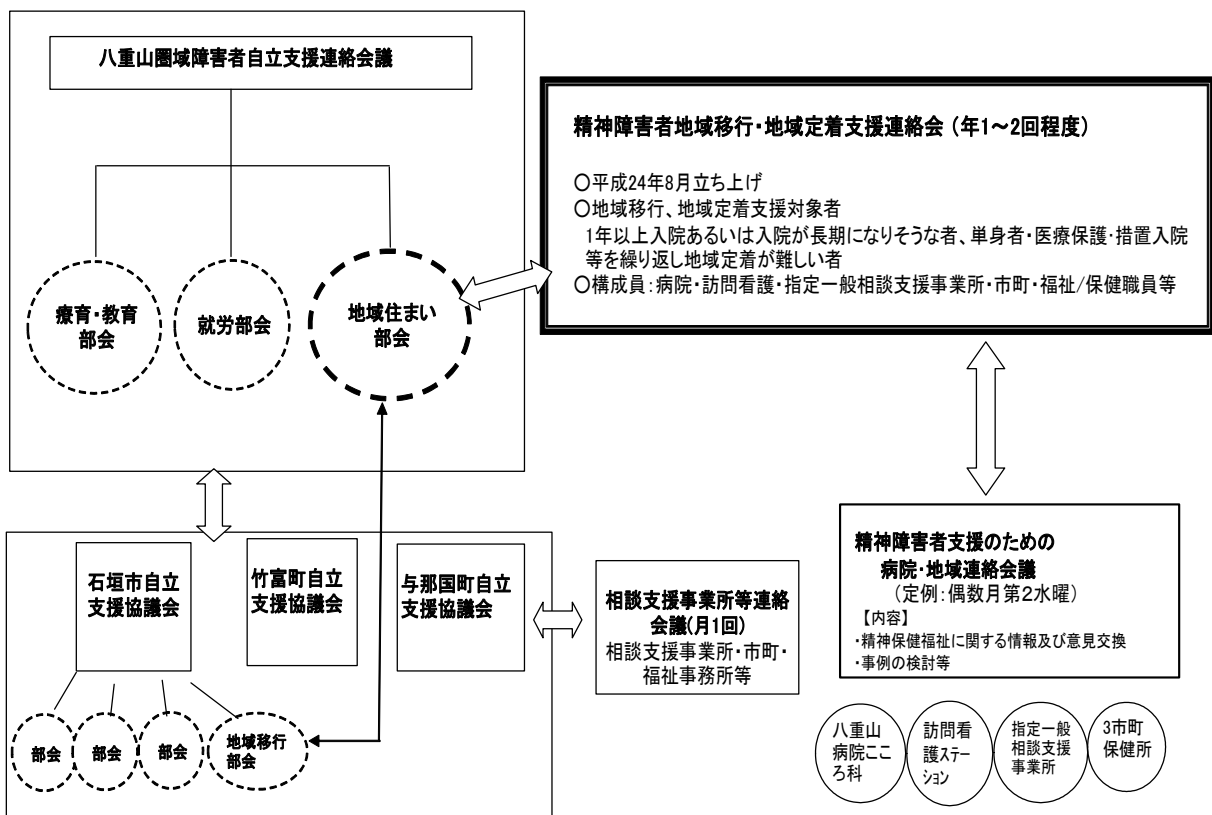 八重山圏域障害者自立支援連絡会議
療育・教育
部会
就労部会
地域住まい
部会
精神障害者地域移行・地域定着支援連絡会 (年1~2回程度)
○平成24年8月立ち上げ
○地域移行、地域定着支援対象者
1年以上入院あるいは入院が長期になりそうな者、単身者・医療保護・措置入院
等を繰り返し地域定着が難しい者
○構成員:病院・訪問看護・指定一般相談支援事業所・市町・福祉/保健職員等
石垣市自立
支援協議会
竹富町自立
支援協議会
与那国町自立
支援協議会
部会
部会
部会
地域移行
部会
相談支援事業所等連絡
会議(月1回)
相談支援事業所・市町・
福祉事務所等
精神障害者支援のための
病院・地域連絡会議
(定例:偶数月第2水曜)
【内容】
・精神保健福祉に関する情報及び意見交換
・事例の検討等
八重山
病院ここ
ろ科
訪問看
護ステー
ション
指定一般
相談支援
事業所
3市町
保健所